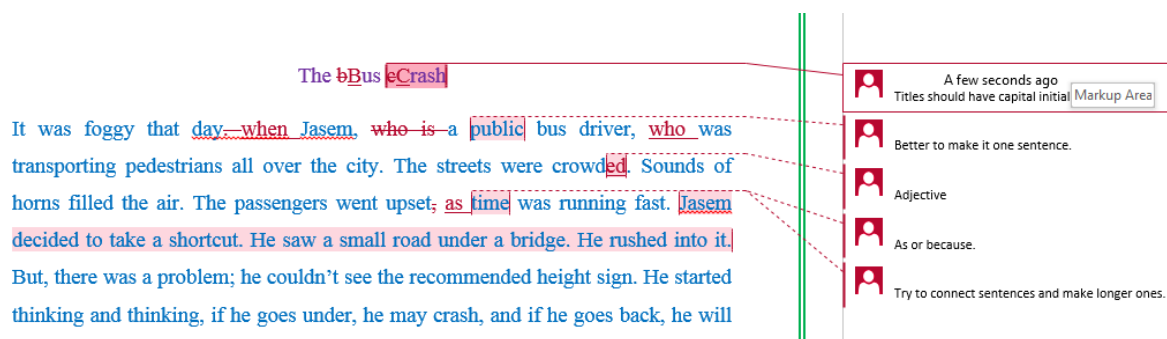 The bBus cCrash
It was foggy that day. when Jasem, who is a public bus driver, who was
transporting pedestrians all over the city. The streets were crowded. Sounds of
horns filled the air. The passengers went upset, as time was running fast. Jasem
decided to take a shortcut. He saw a small road under a bridge. He rushed into it.
But, there was a problem; he couldn't see the recommended height sign. He started
thinking and thinking, if he goes under, he may crash, and if he goes back, he will
A few seconds ago
Titles should have capital initial
Markup Area
Better to make it one sentence.
Adjective
As or because.
Try to connect sentences and make longer ones.